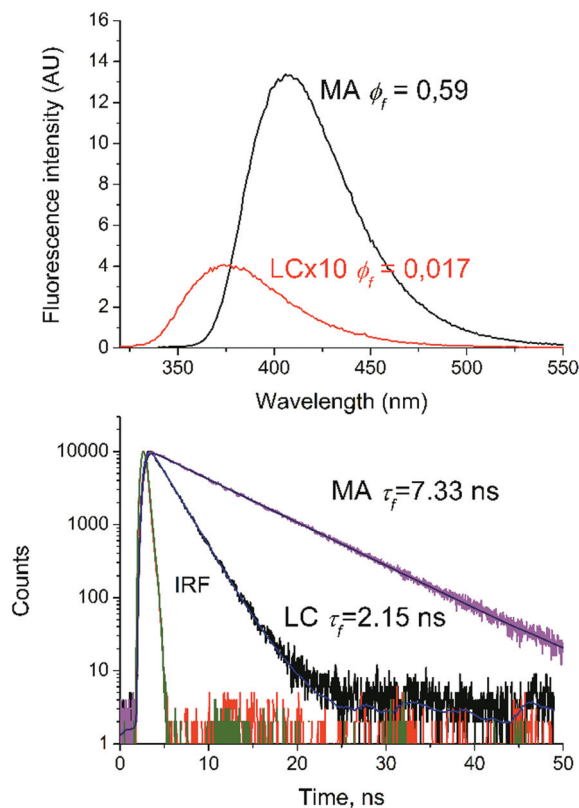 16
14
12
10
8
6
4
2
0
Fluorescence intensity (AU)
MA ϕf = 0,59
LCx10 ϕf = 0,017
350 400 450 500 550
Wavelength (nm)
10000
1000
100
10
1
Counts
MA τf=7.33 ns
IRF
LC τf=2.15 ns
0 10 20 30 40 50
Time, ns